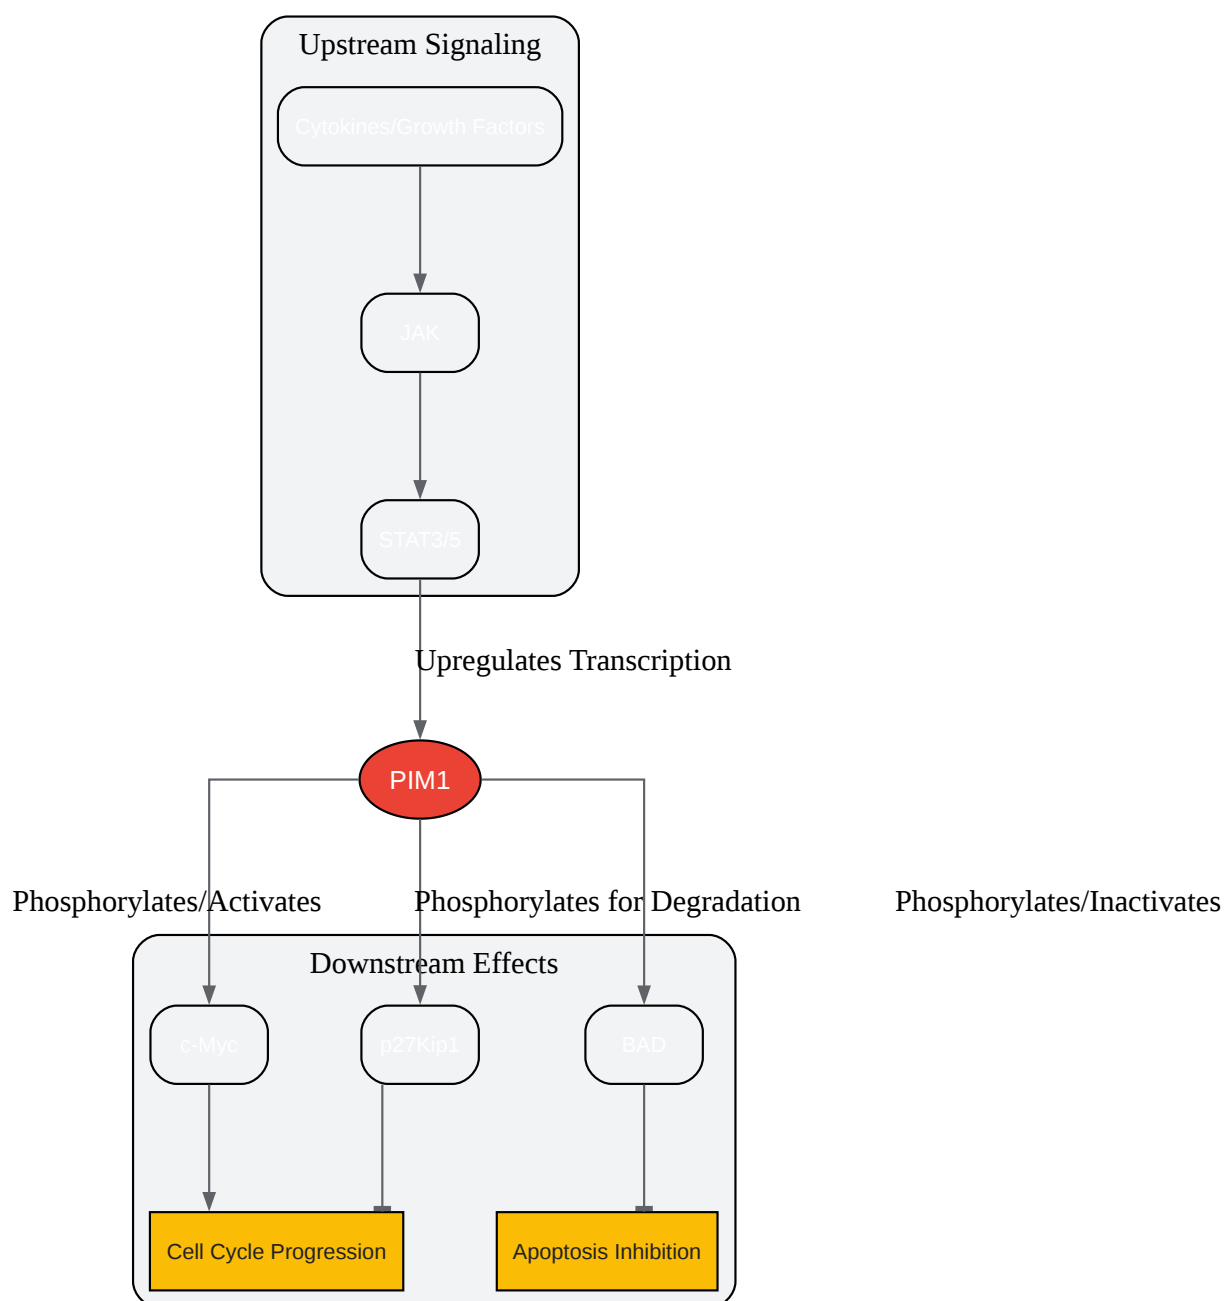 Upstream Signaling
Cytokines/Growth Factors
JAK
STAT3/5
Upregulates Transcription
PIM1
Phosphorylates/Activates
Phosphorylates for Degradation
Phosphorylates/Inactivates
Downstream Effects
c-Myc
p27Kip1
BAD
Cell Cycle Progression
Apoptosis Inhibition